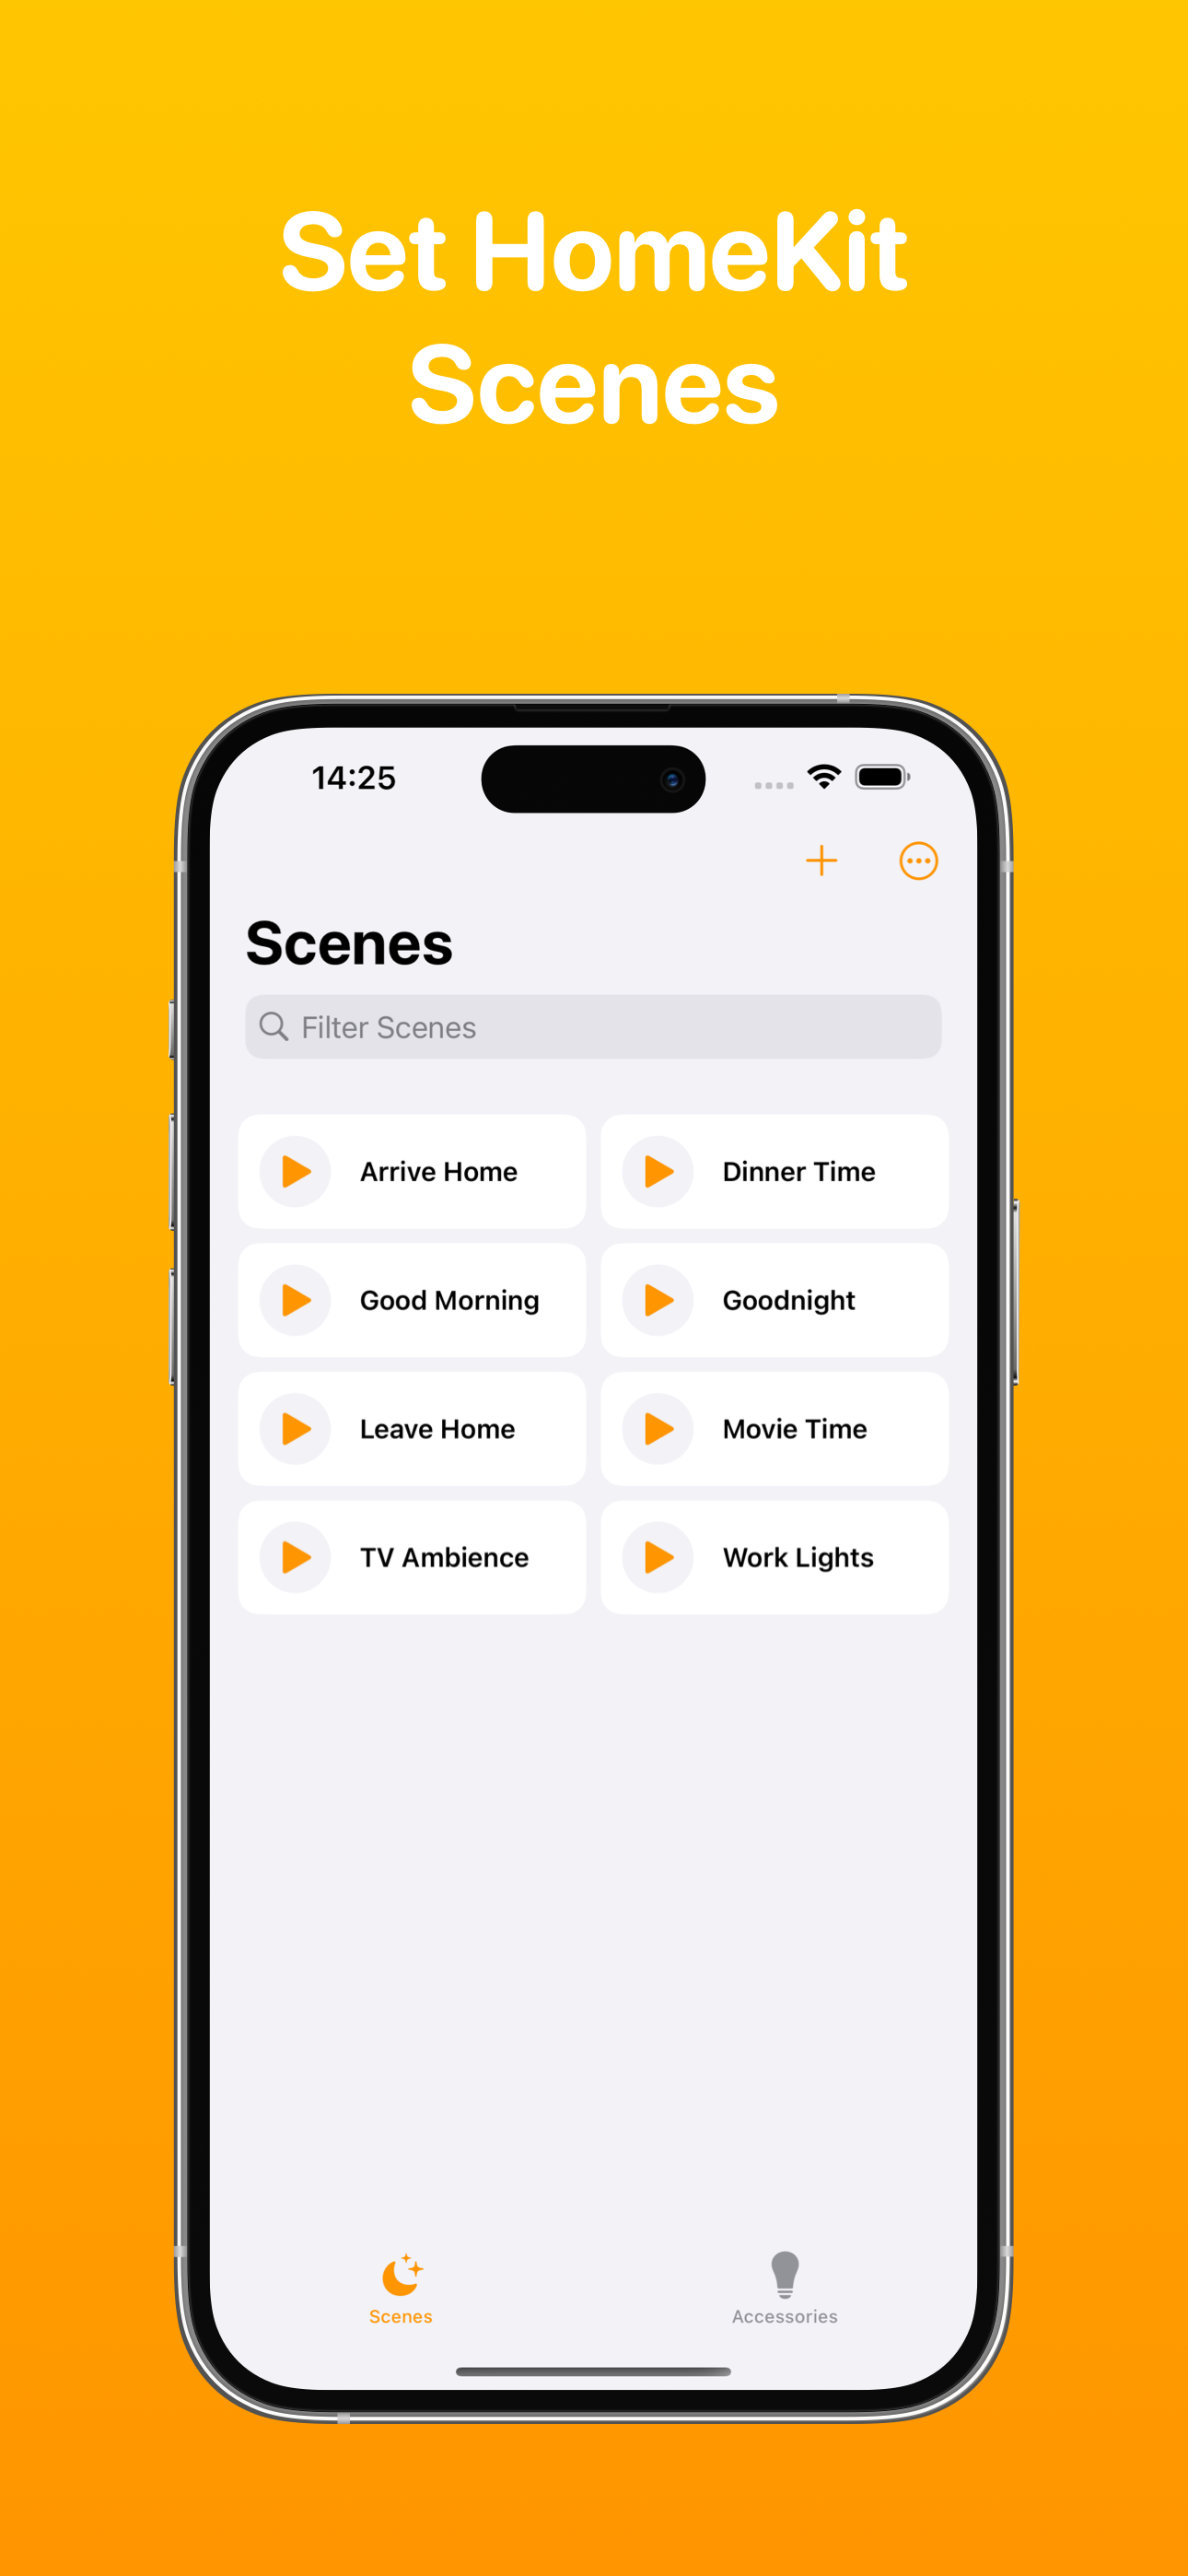 Set HomeKit
Scenes
14:25
Scenes
Filter Scenes
Arrive Home
Dinner Time
Good Morning
Goodnight
Leave Home
Movie Time
TV Ambience
Work Lights
Scenes
Accessories